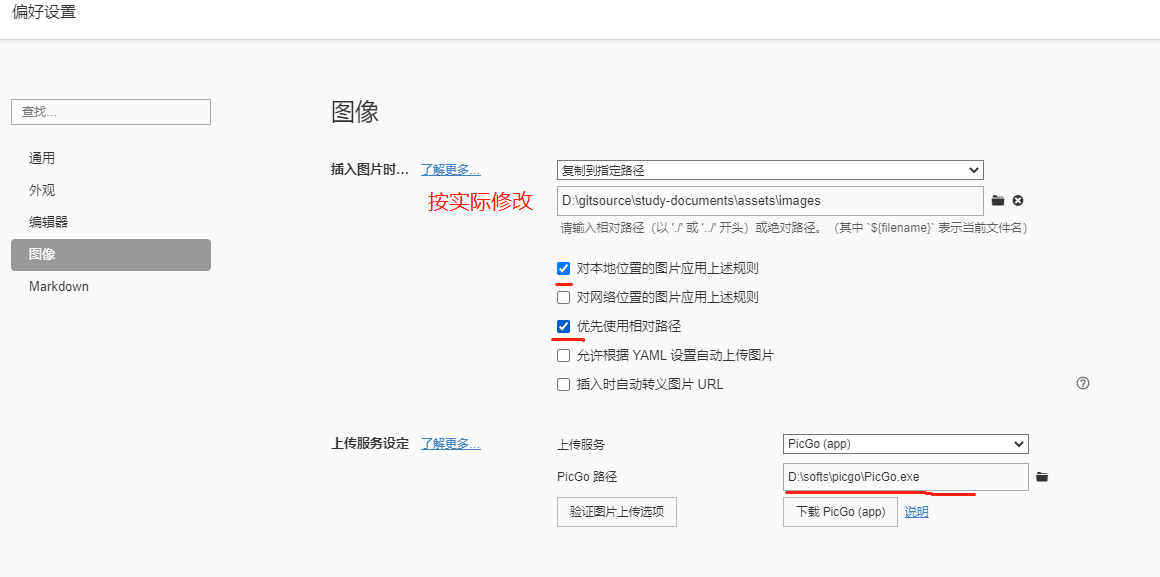 偏好设置
查找...
通用
外观
编辑器
图像
Markdown
图像
插入图片时... 了解更多... 复制到指定路径
按实际修改 D:\gitsource\study-documents\assets\images
请输入相对路径（以 './' 或 '../' 开头）或绝对路径。（其中 `${filename}` 表示当前文件名）
对本地位置的图片应用上述规则
对网络位置的图片应用上述规则
优先使用相对路径
允许根据 YAML 设置自动上传图片
插入时自动转义图片 URL
上传服务设定 了解更多... 上传服务 PicGo (app)
PicGo 路径 D:\softs\picgo\PicGo.exe
验证图片上传选项 下载 PicGo (app) 说明